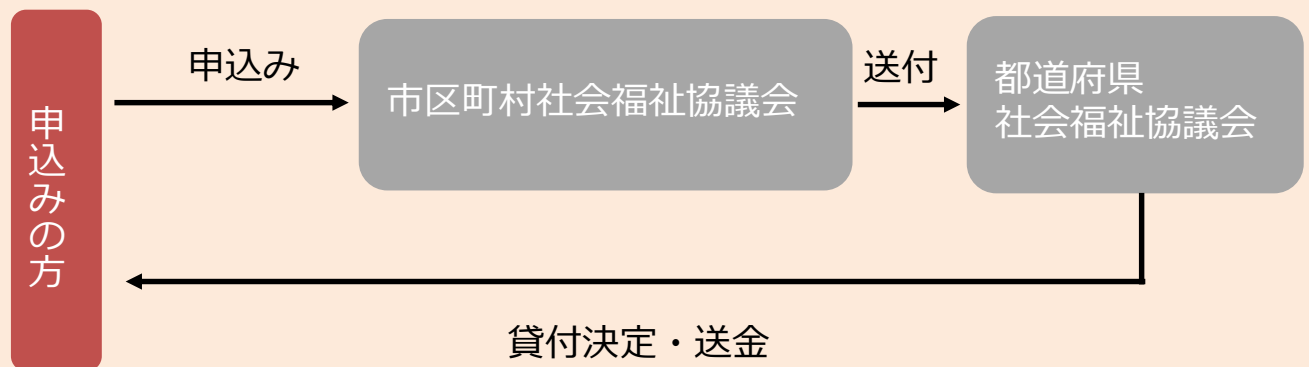 申込みの方
申込み
市区町村社会福祉協議会
送付
都道府県
社会福祉協議会
貸付決定・送金